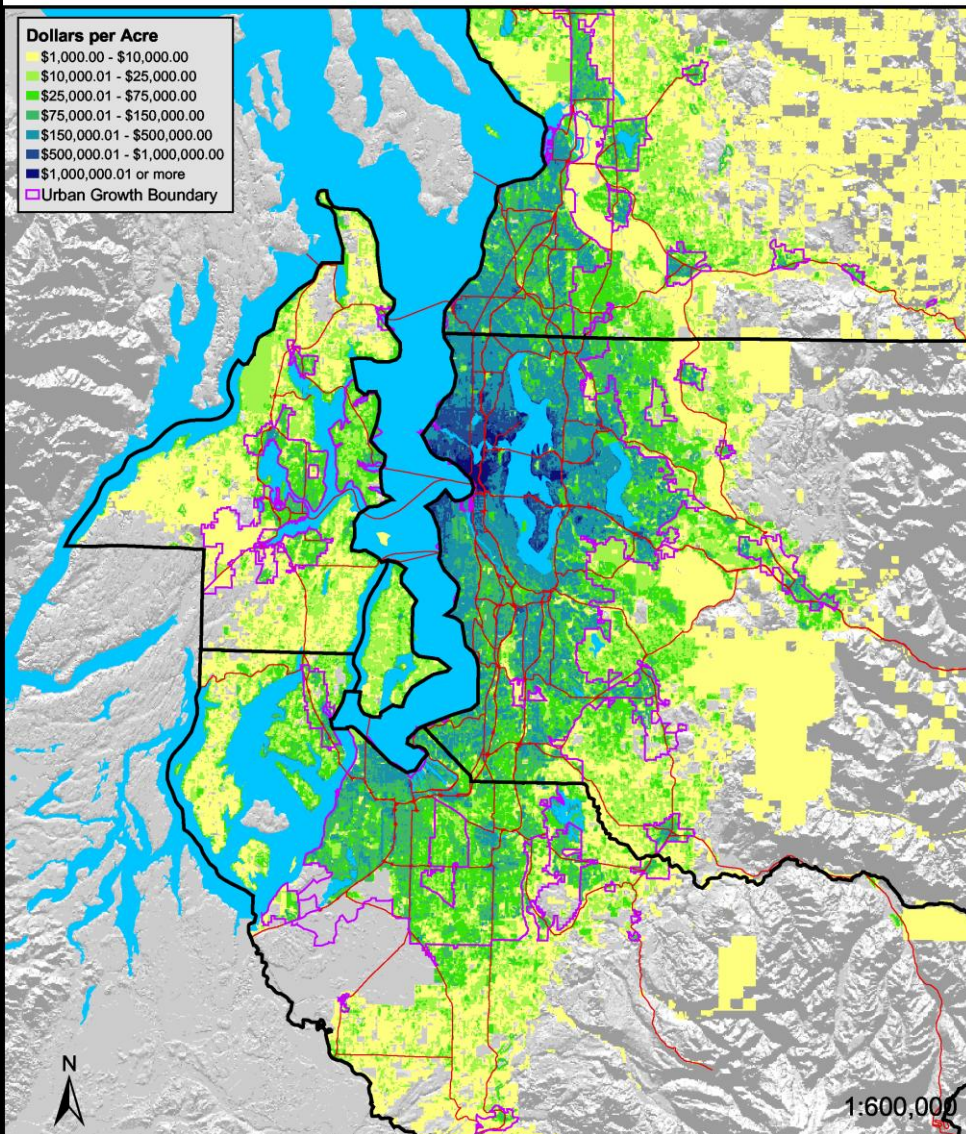 Dollars per Acre
$1,000.00 - $10,000.00
$10,000.01 - $25,000.00
$25,000.01 - $75,000.00
$75,000.01 - $150,000.00
$150,000.01 - $500,000.00
$500,000.01 - $1,000,000.00
$1,000,000.01 or more
Urban Growth Boundary
N
1:600,000